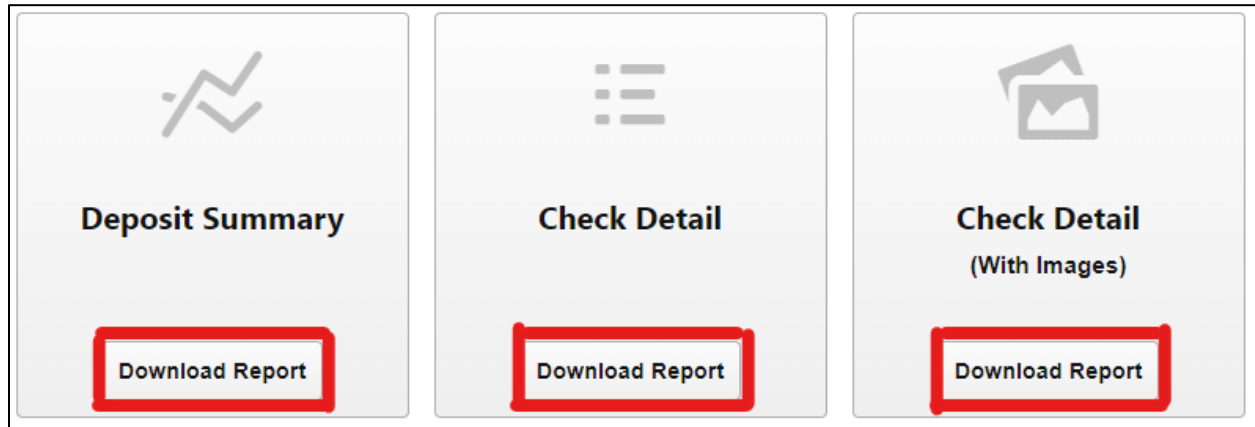 Deposit Summary
Download Report
Check Detail
Download Report
Check Detail
(With Images)
Download Report